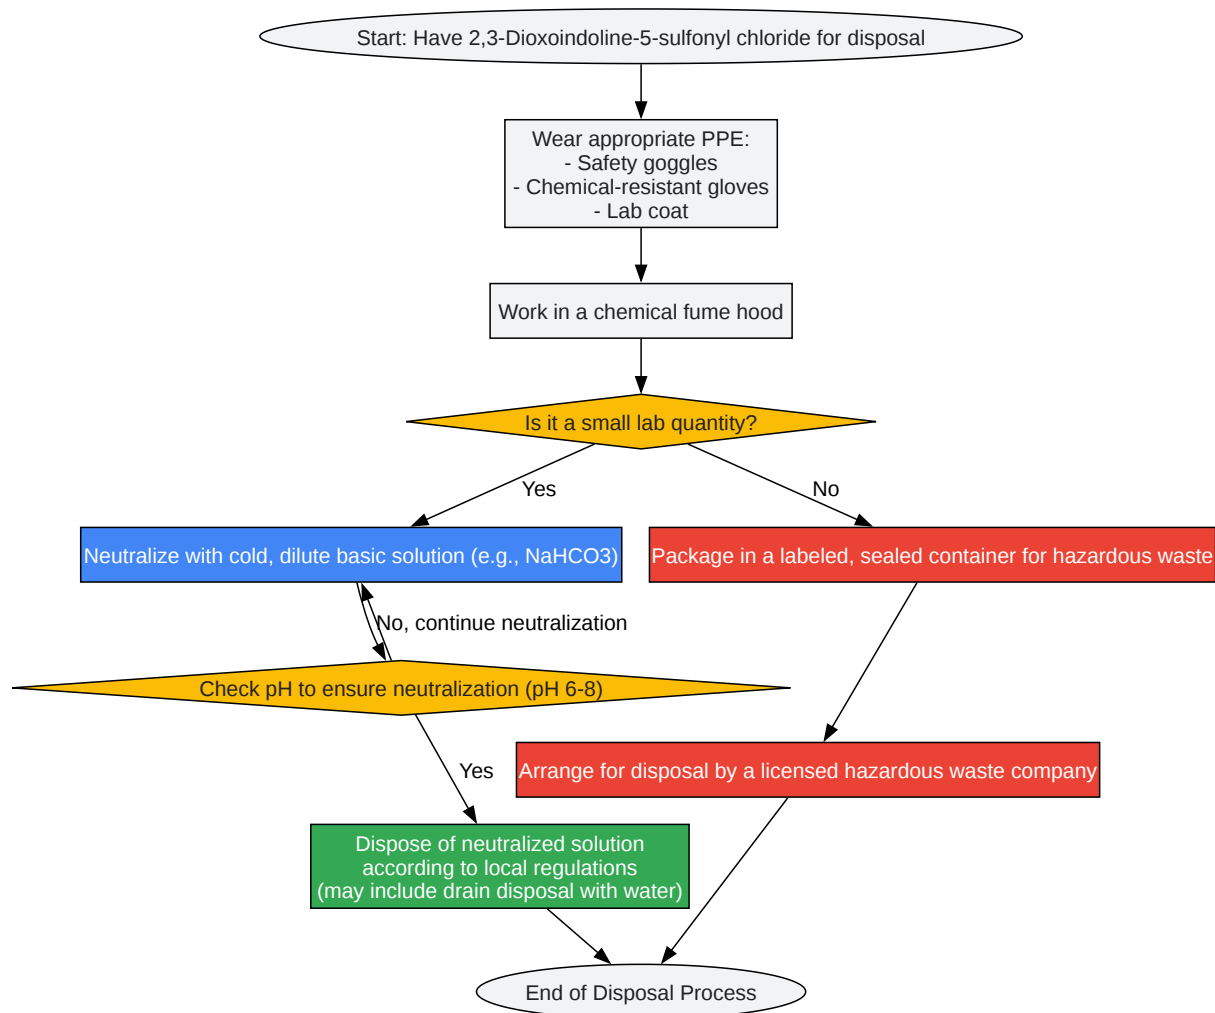 Start: Have 2,3-Dioxoindoline-5-sulfonyl chloride for disposal
Wear appropriate PPE:
- Safety goggles
- Chemical-resistant gloves
- Lab coat
Work in a chemical fume hood
Is it a small lab quantity?
Yes
No
Neutralize with cold, dilute basic solution (e.g., NaHCO3)
Package in a labeled, sealed container for hazardous waste
No, continue neutralization
Check pH to ensure neutralization (pH 6-8)
Yes
Arrange for disposal by a licensed hazardous waste company
Dispose of neutralized solution
according to local regulations
(may include drain disposal with water)
End of Disposal Process